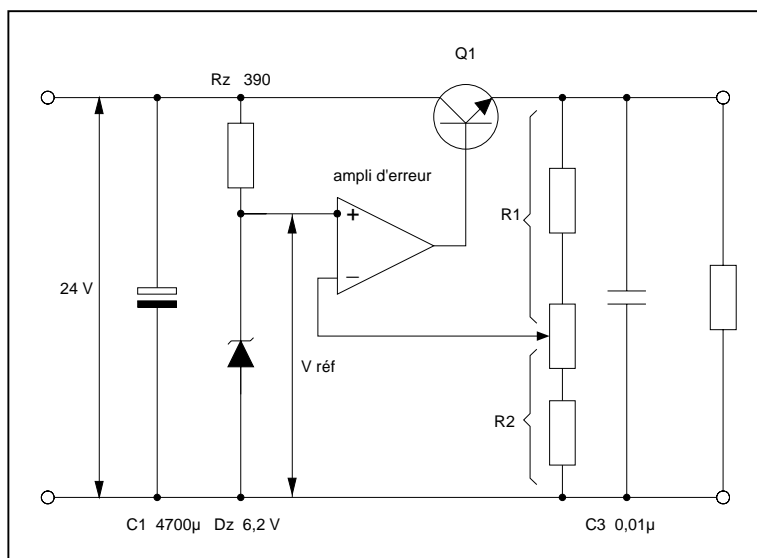 Q1
Rz 390
ampli d'erreur
+
R1
24 V
–
V réf
R2
C1 4700µ Dz 6,2 V
C3 0,01µ